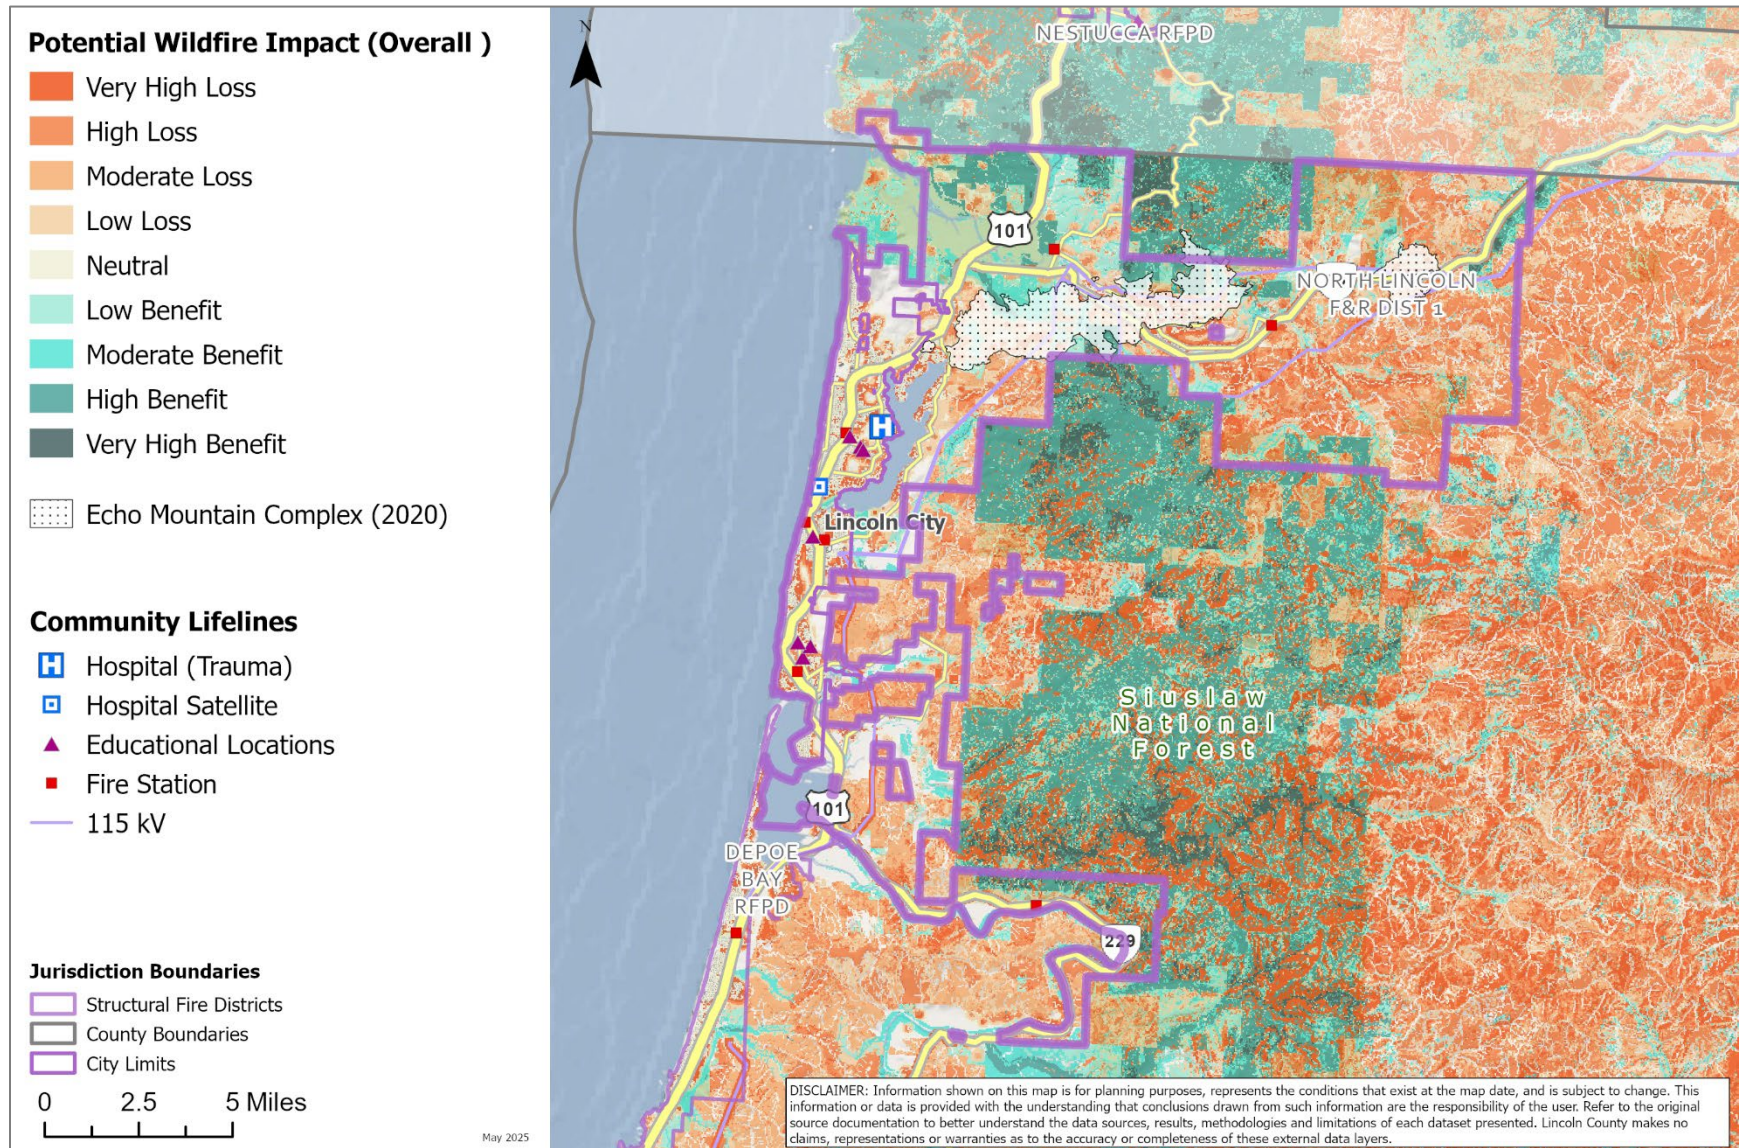 Potential Wildfire Impact (Overall )
Very High Loss
High Loss
Moderate Loss
Low Loss
Neutral
Low Benefit
Moderate Benefit
High Benefit
Very High Benefit
Echo Mountain Complex (2020)
Community Lifelines
H
Hospital (Trauma)
Hospital Satellite
Educational Locations
Fire Station
115 kV
Jurisdiction Boundaries
Structural Fire Districts
County Boundaries
City Limits
0 2.5 5 Miles
May 2025
N
NESTUCCA RFPD
101
NORTH LINCOLN
F&R DIST 1
H
Lincoln City
Siuslaw
National
Forest
101
DEPOE
BAY
RFPD
229
DISCLAIMER: Information shown on this map is for planning purposes, represents the conditions that exist at the map date, and is subject to change. This
information or data is provided with the understanding that conclusions drawn from such information are the responsibility of the user. Refer to the original
source documentation to better understand the data sources, results, methodologies and limitations of each dataset presented. Lincoln County makes no
claims, representations or warranties as to the accuracy or completeness of these external data layers.